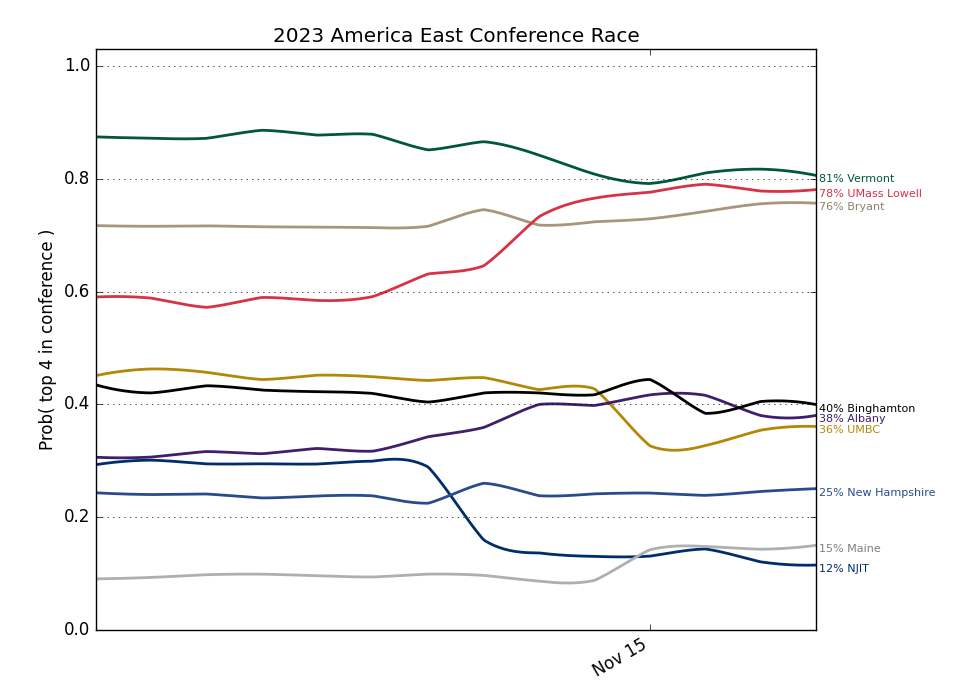 2023 America East Conference Race
Prob( top 4 in conference )
1.0
0.8
0.6
0.4
0.2
0.0
81% Vermont
78% UMass Lowell
76% Bryant
40% Binghamton
38% Albany
36% UMBC
25% New Hampshire
15% Maine
12% NJIT
Nov 15